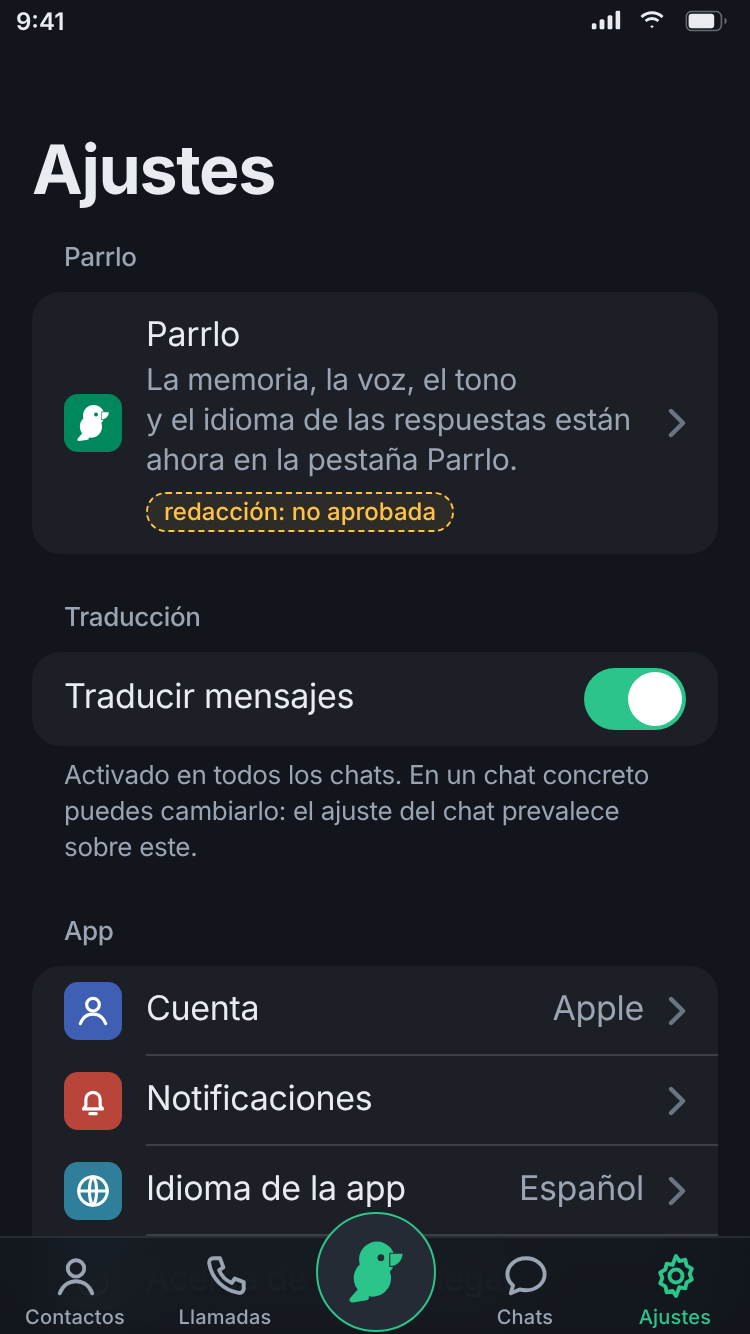 9:41
Ajustes
Parrlo
Parrlo
La memoria, la voz, el tono
y el idioma de las respuestas están
ahora en la pestaña Parrlo.
redacción: no aprobada
Traducción
Traducir mensajes
Activado en todos los chats. En un chat concreto
puedes cambiarlo: el ajuste del chat prevalece
sobre este.
App
Cuenta Apple
Notificaciones
Idioma de la app Español
Contactos Llamadas Chats Ajustes